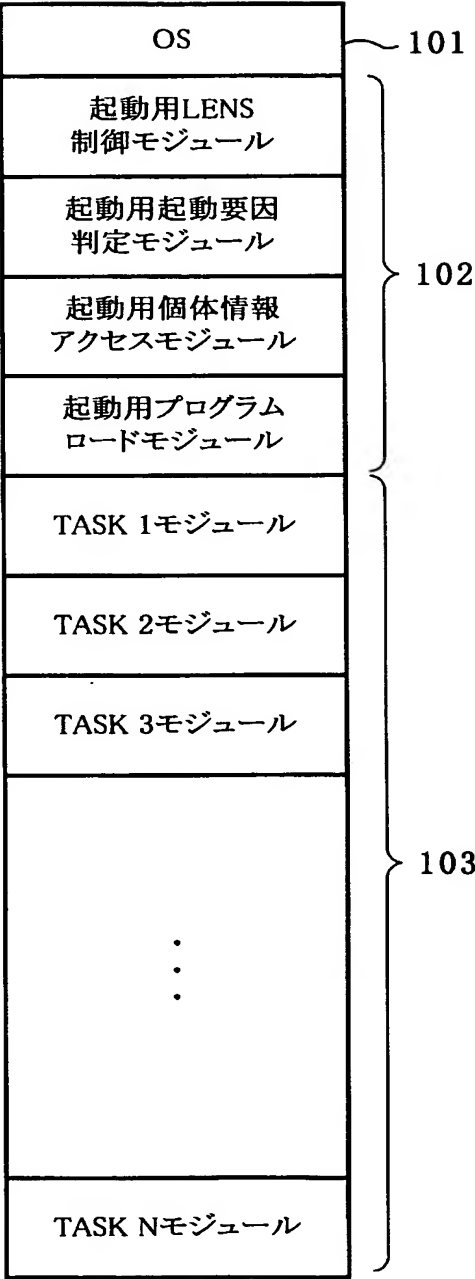 OS
101
起動用LENS
制御モジュール
起動用起動要因
判定モジュール
102
起動用個体情報
アクセスモジュール
起動用プログラム
ロードモジュール
TASK 1モジュール
TASK 2モジュール
TASK 3モジュール
103
TASK Nモジュール